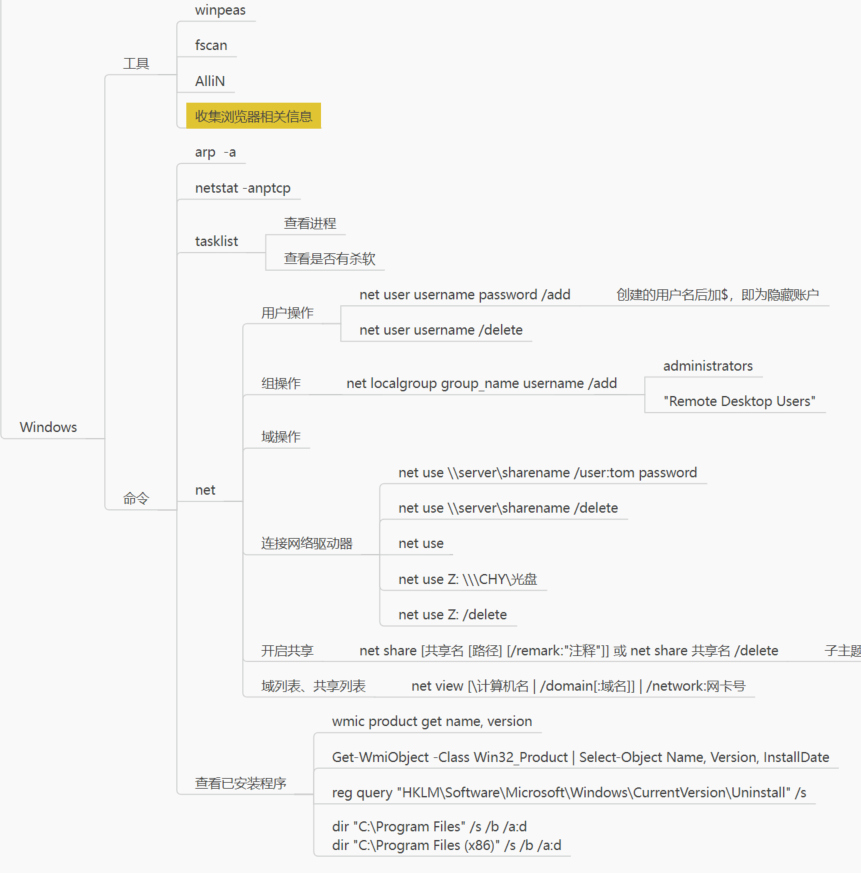 winpeas
fscan
工具
AlliN
收集浏览器相关信息
arp  -a
netstat -anptcp
查看进程
tasklist
查看是否有杀软
net user username password /add
创建的用户名后加$，即为隐藏账户
用户操作
net user username /delete
administrators
组操作
net localgroup group_name username /add
"Remote Desktop Users"
Windows
域操作
net use \\server\sharename /user:tom password
命令
net
net use \\server\sharename /delete
连接网络驱动器
net use
net use Z: \\\CHY\光盘
net use Z: /delete
开启共享
net share [共享名 [路径] [/remark:"注释"]] 或 net share 共享名 /delete
子主题
域列表、共享列表
net view [\计算机名 | /domain[:域名]] | /network:网卡号
wmic product get name, version
Get-WmiObject -Class Win32_Product | Select-Object Name, Version, InstallDate
查看已安装程序
reg query "HKLM\Software\Microsoft\Windows\CurrentVersion\Uninstall" /s
dir "C:\Program Files" /s /b /a:d
dir "C:\Program Files (x86)" /s /b /a:d